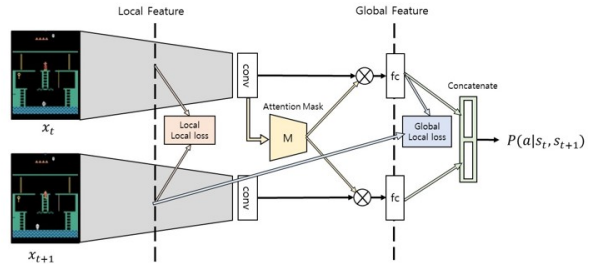 Local Feature
Global Feature
conv
fc
Attention Mask
Concatenate
x_t
Local
Local loss
M
Global
Local loss
P(a|s_t, s_{t+1})
conv
fc
x_{t+1}